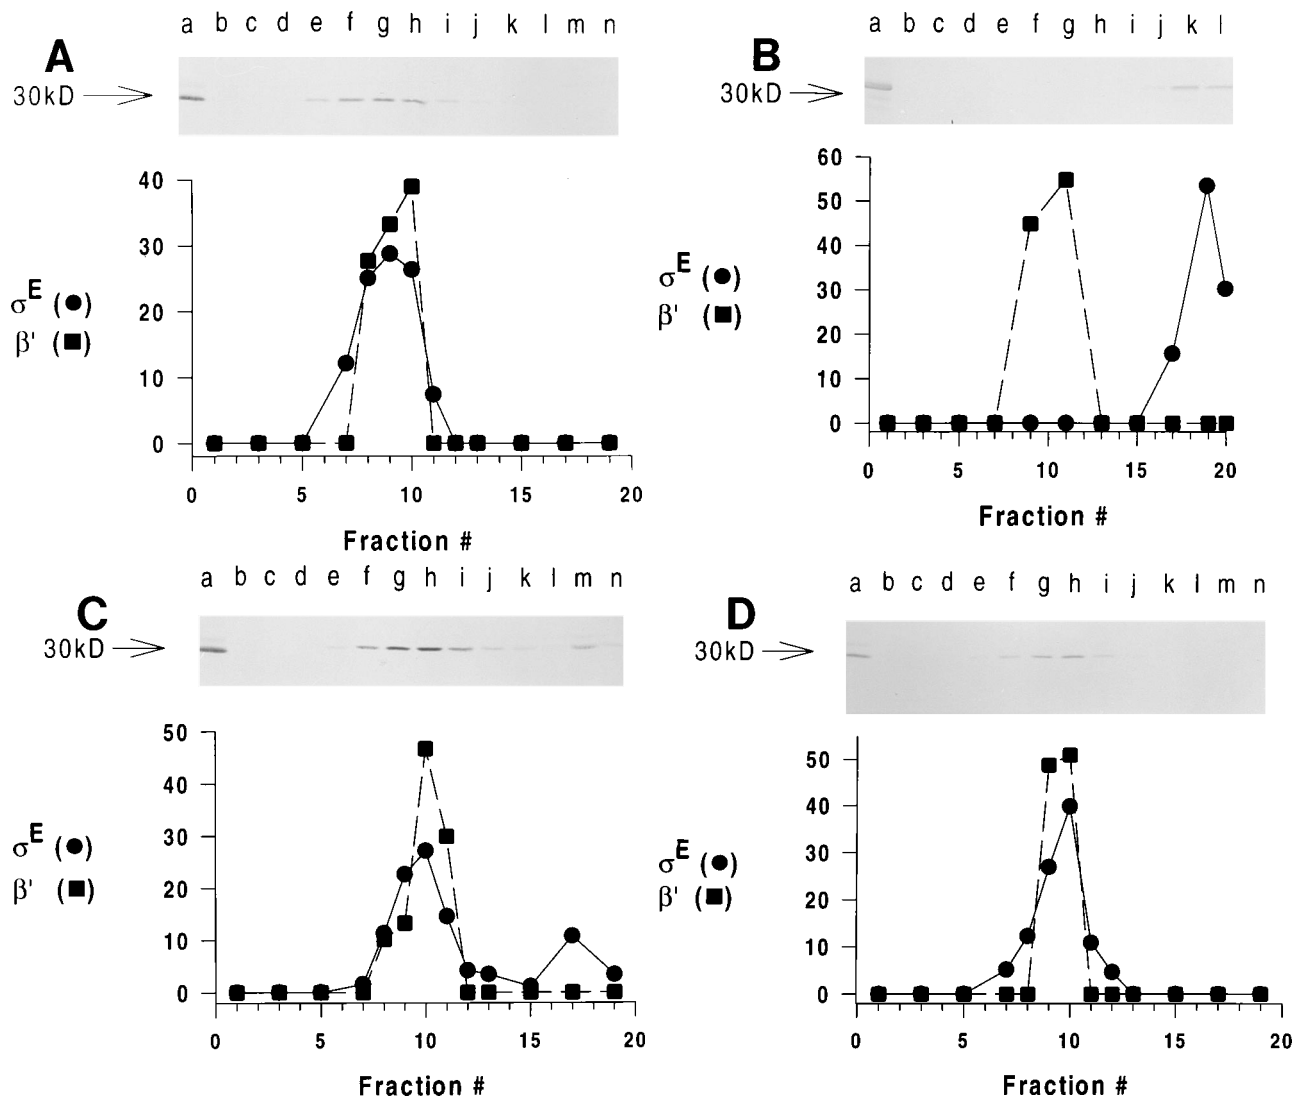 a b c d e f g h i j k l m n
A
30kD
40
30
20
10
0
σE (●)
β' (■)
0 5 10 15 20
Fraction #
a b c d e f g h i j k l
B
30kD
60
50
40
30
20
10
0
σE (●)
β' (■)
0 5 10 15 20
Fraction #
a b c d e f g h i j k l m n
C
30kD
50
40
30
20
10
0
σE (●)
β' (■)
0 5 10 15 20
Fraction #
a b c d e f g h i j k l m n
D
30kD
50
40
30
20
10
0
σE (●)
β' (■)
0 5 10 15 20
Fraction #